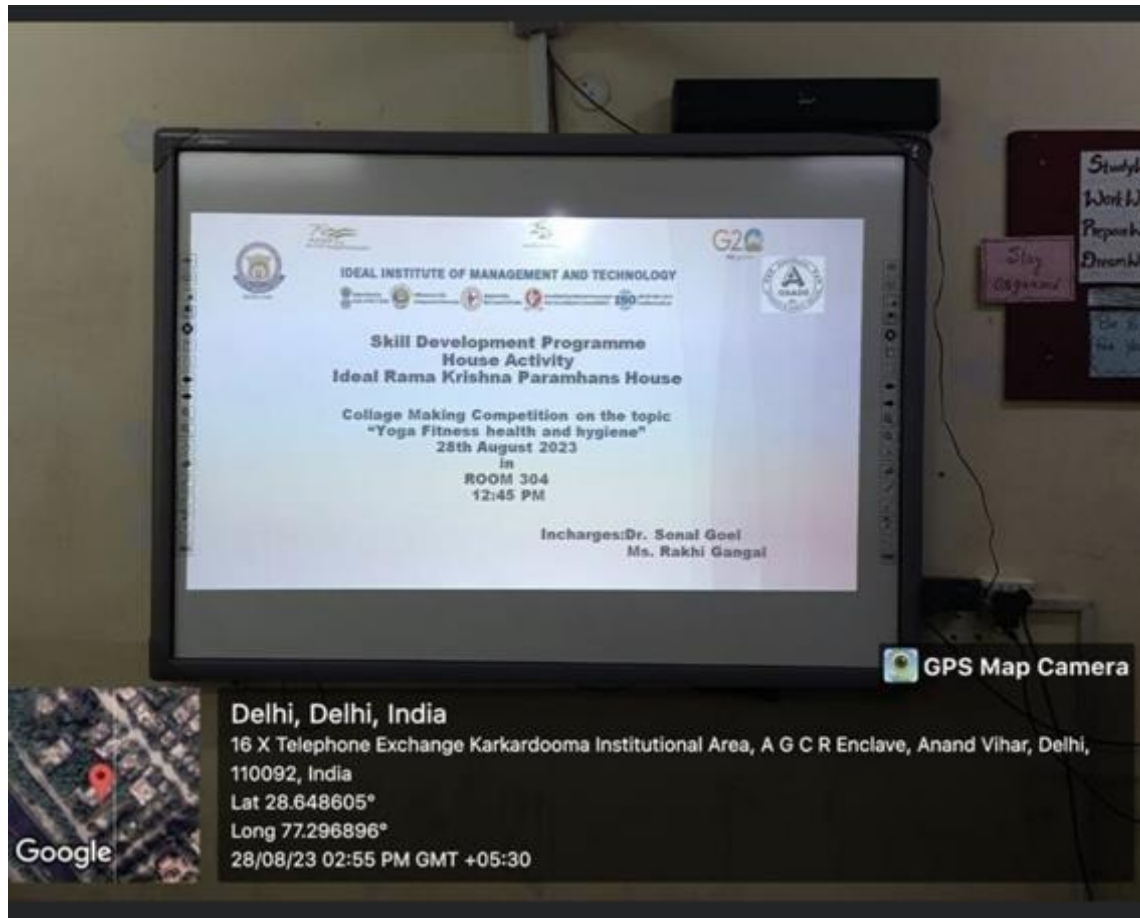 G20
IDEAL INSTITUTE OF MANAGEMENT AND TECHNOLOGY
ISO
A
GRADE
Skill Development Programme
House Activity
Ideal Rama Krishna Paramhans House
Collage Making Competition on the topic
“Yoga Fitness health and hygiene”
28th August 2023
in
ROOM 304
12:45 PM
Incharges:Dr. Sonal Goel
Ms. Rakhi Gangal
Stay
Organized
GPS Map Camera
Google
Delhi, Delhi, India
16 X Telephone Exchange Karkardooma Institutional Area, A G C R Enclave, Anand Vihar, Delhi,
110092, India
Lat 28.648605°
Long 77.296896°
28/08/23 02:55 PM GMT +05:30